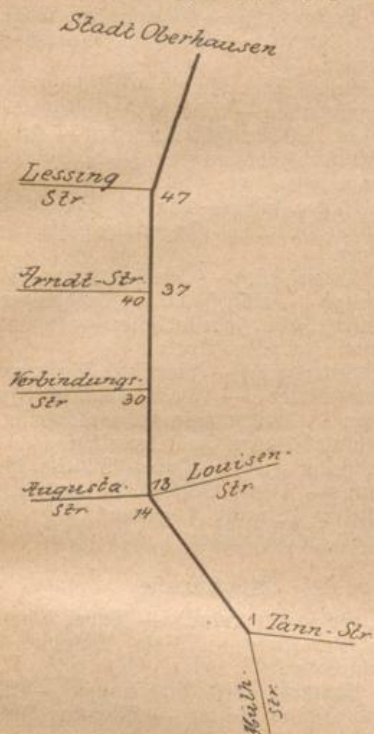 Stadt Oberhausen
Lessing
Str.
47
Arndt-Str.
40
37
Verbindungs-
Str
30
13
Louisen-
Str.
Augusta-
Str.
14
1
Tann-Str.
Mülh.
Str.